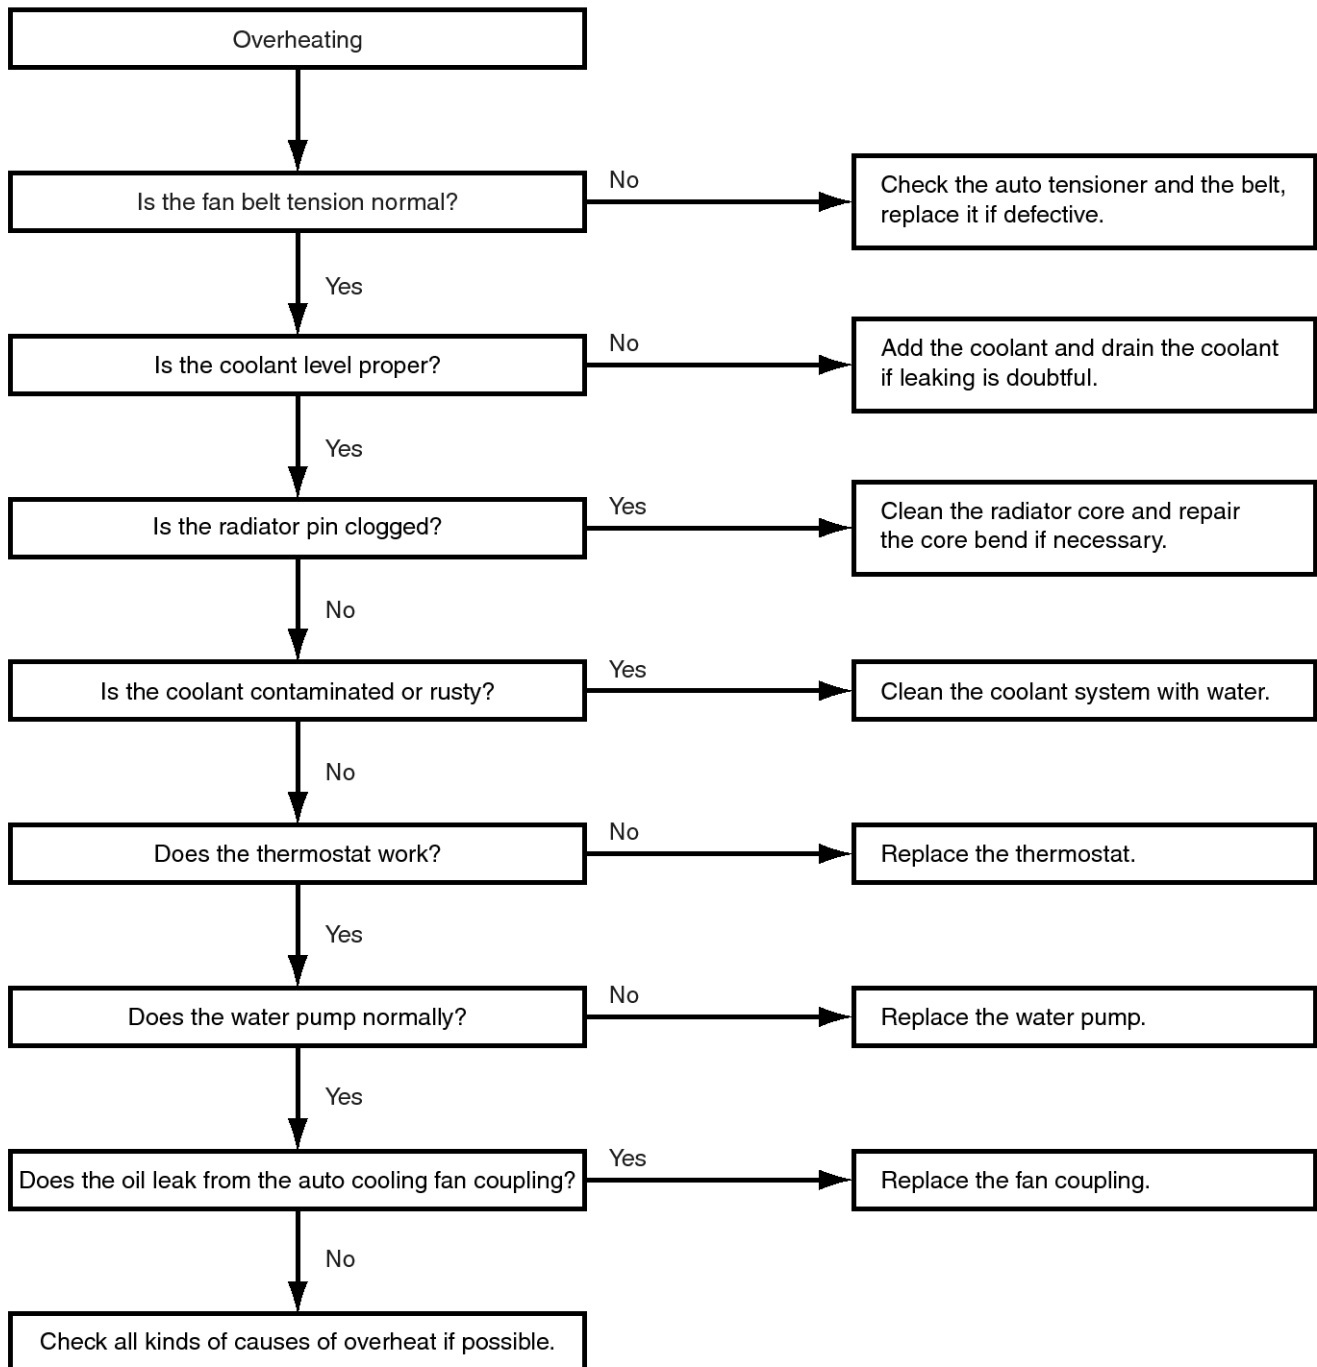 Overheating
Is the fan belt tension normal?
No
Check the auto tensioner and the belt,
replace it if defective.
Yes
Is the coolant level proper?
No
Add the coolant and drain the coolant
if leaking is doubtful.
Yes
Is the radiator pin clogged?
Yes
Clean the radiator core and repair
the core bend if necessary.
No
Is the coolant contaminated or rusty?
Yes
Clean the coolant system with water.
No
Does the thermostat work?
No
Replace the thermostat.
Yes
Does the water pump normally?
No
Replace the water pump.
Yes
Does the oil leak from the auto cooling fan coupling?
Yes
Replace the fan coupling.
No
Check all kinds of causes of overheat if possible.